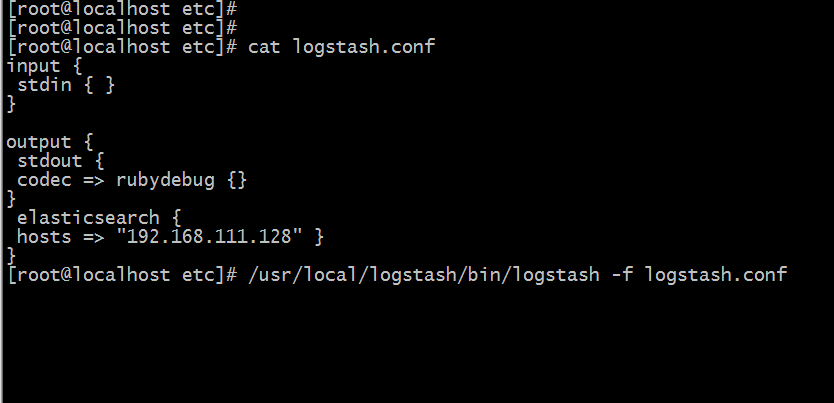 [root@localhost etc]#
[root@localhost etc]#
[root@localhost etc]# cat logstash.conf
input {
 stdin { }
}

output {
 stdout {
 codec => rubydebug {}
}
 elasticsearch {
 hosts => "192.168.111.128" }
}
[root@localhost etc]# /usr/local/logstash/bin/logstash -f logstash.conf